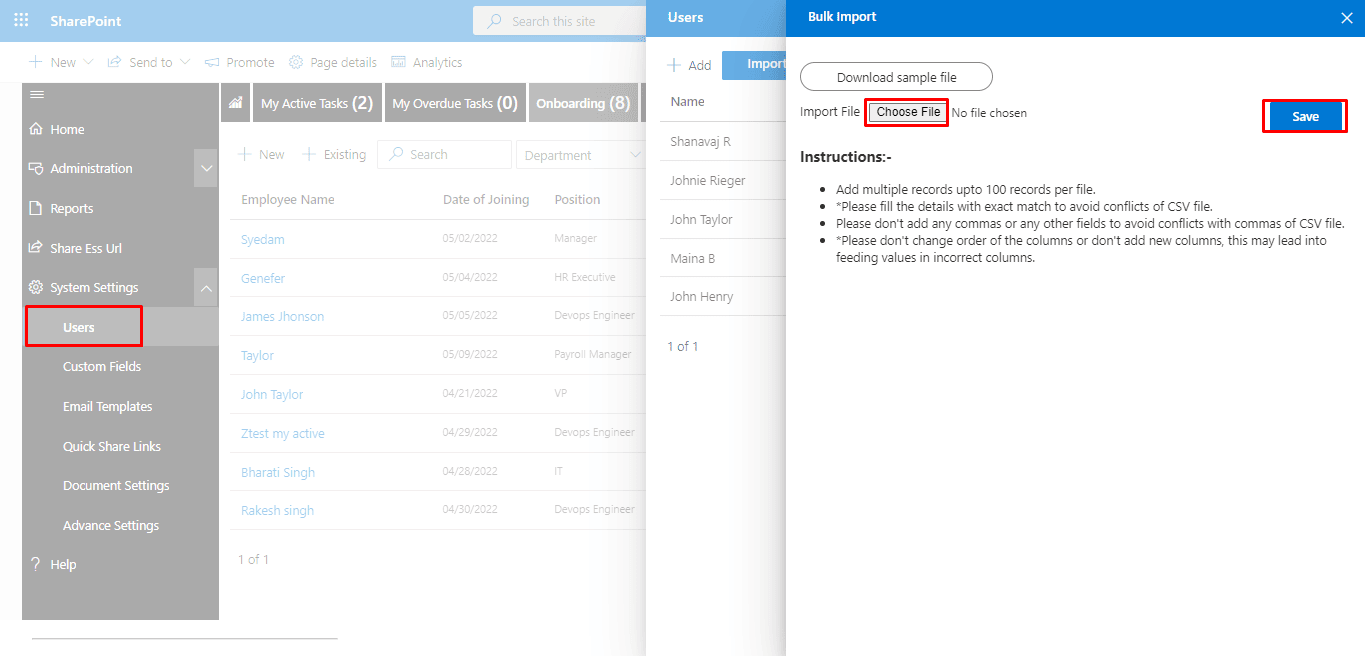 SharePoint
Search this site
New
Send to
Promote
Page details
Analytics
Home
Administration
Reports
Share Ess Url
System Settings
Users
Custom Fields
Email Templates
Quick Share Links
Document Settings
Advance Settings
? Help
My Active Tasks (2)
My Overdue Tasks (0)
Onboarding (8)
New
Existing
Search
Department
Employee Name Date of Joining Position
Syedam 05/02/2022 Manager
Genefer 05/04/2022 HR Executive
James Jhonson 05/05/2022 Devops Engineer
Taylor 05/09/2022 Payroll Manager
John Taylor 04/21/2022 VP
Ztest my active 04/29/2022 Devops Engineer
Bharati Singh 04/28/2022 IT
Rakesh singh 04/30/2022 Devops Engineer
1 of 1
Users
Add
Import
Name
Shanavaj R
Johnie Rieger
John Taylor
Maina B
John Henry
1 of 1
Bulk Import
Download sample file
Import File Choose File No file chosen
Save
Instructions:-
• Add multiple records upto 100 records per file.
• *Please fill the details with exact match to avoid conflicts of CSV file.
• Please don't add any commas or any other fields to avoid conflicts with commas of CSV file.
• *Please don't change order of the columns or don't add new columns, this may lead into
feeding values in incorrect columns.